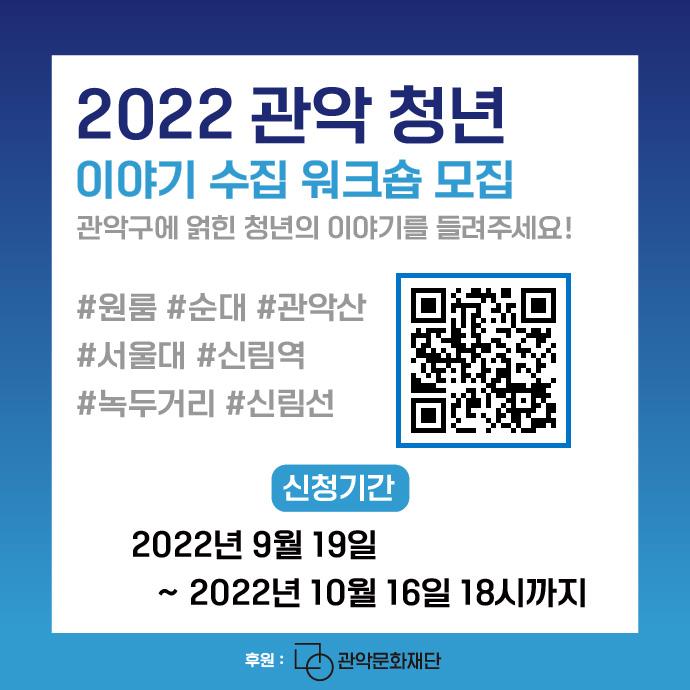 2022 관악 청년
이야기 수집 워크숍 모집
관악구에 얽힌 청년의 이야기를 들려주세요!
#원룸 #순대 #관악산
#서울대 #신림역
#녹두거리 #신림선
신청기간
2022년 9월 19일
~ 2022년 10월 16일 18시까지
후원 : 관악문화재단